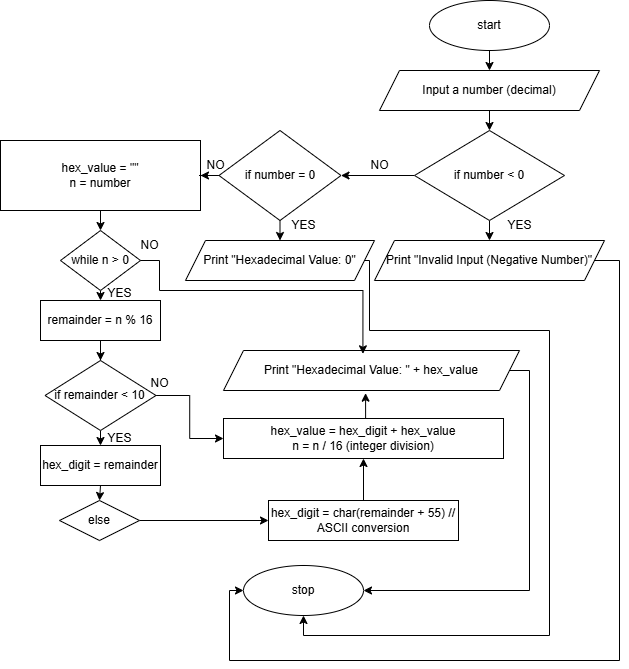 start
Input a number (decimal)
if number < 0
NO
if number = 0
NO
hex_value = ""
n = number
YES
YES
Print "Invalid Input (Negative Number)"
Print "Hexadecimal Value: 0"
while n > 0
NO
YES
remainder = n % 16
Print "Hexadecimal Value: " + hex_value
if remainder < 10
NO
YES
hex_value = hex_digit + hex_value
n = n / 16 (integer division)
hex_digit = remainder
else
hex_digit = char(remainder + 55) //
ASCII conversion
stop